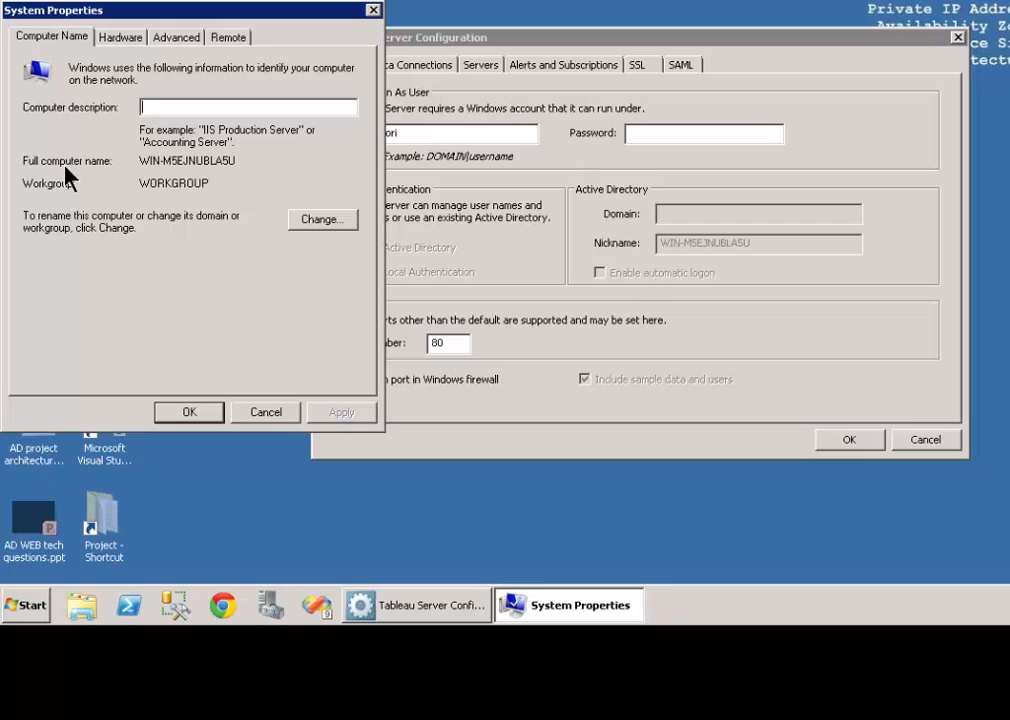 System Properties
Computer Name
Hardware
Advanced
Remote
Windows uses the following information to identify your computer
on the network.
Computer description:
For example: "IIS Production Server" or
"Accounting Server".
Full computer name:
WIN-M5EJNUBLA5U
Workgroup:
WORKGROUP
To rename this computer or change its domain or
workgroup, click Change.
Change...
OK
Cancel
Apply
Private IP Addre
Availability Zo
ce Si
ectu
erver Configuration
ta Connections
Servers
Alerts and Subscriptions
SSL
SAML
n As User
Server requires a Windows account that it can run under.
ori
Password:
Example: DOMAIN\username
entication
erver can manage user names and
s or use an existing Active Directory.
Active Directory
Local Authentication
Active Directory
Domain:
Nickname:
WIN-M5EJNUBLA5U
Enable automatic logon
rts other than the default are supported and may be set here.
ber:
80
port in Windows firewall
Include sample data and users
OK
Cancel
AD project
architectur...
Microsoft
Visual Stu...
AD WEB tech
questions.ppt
Project -
Shortcut
Start
Tableau Server Confi...
System Properties